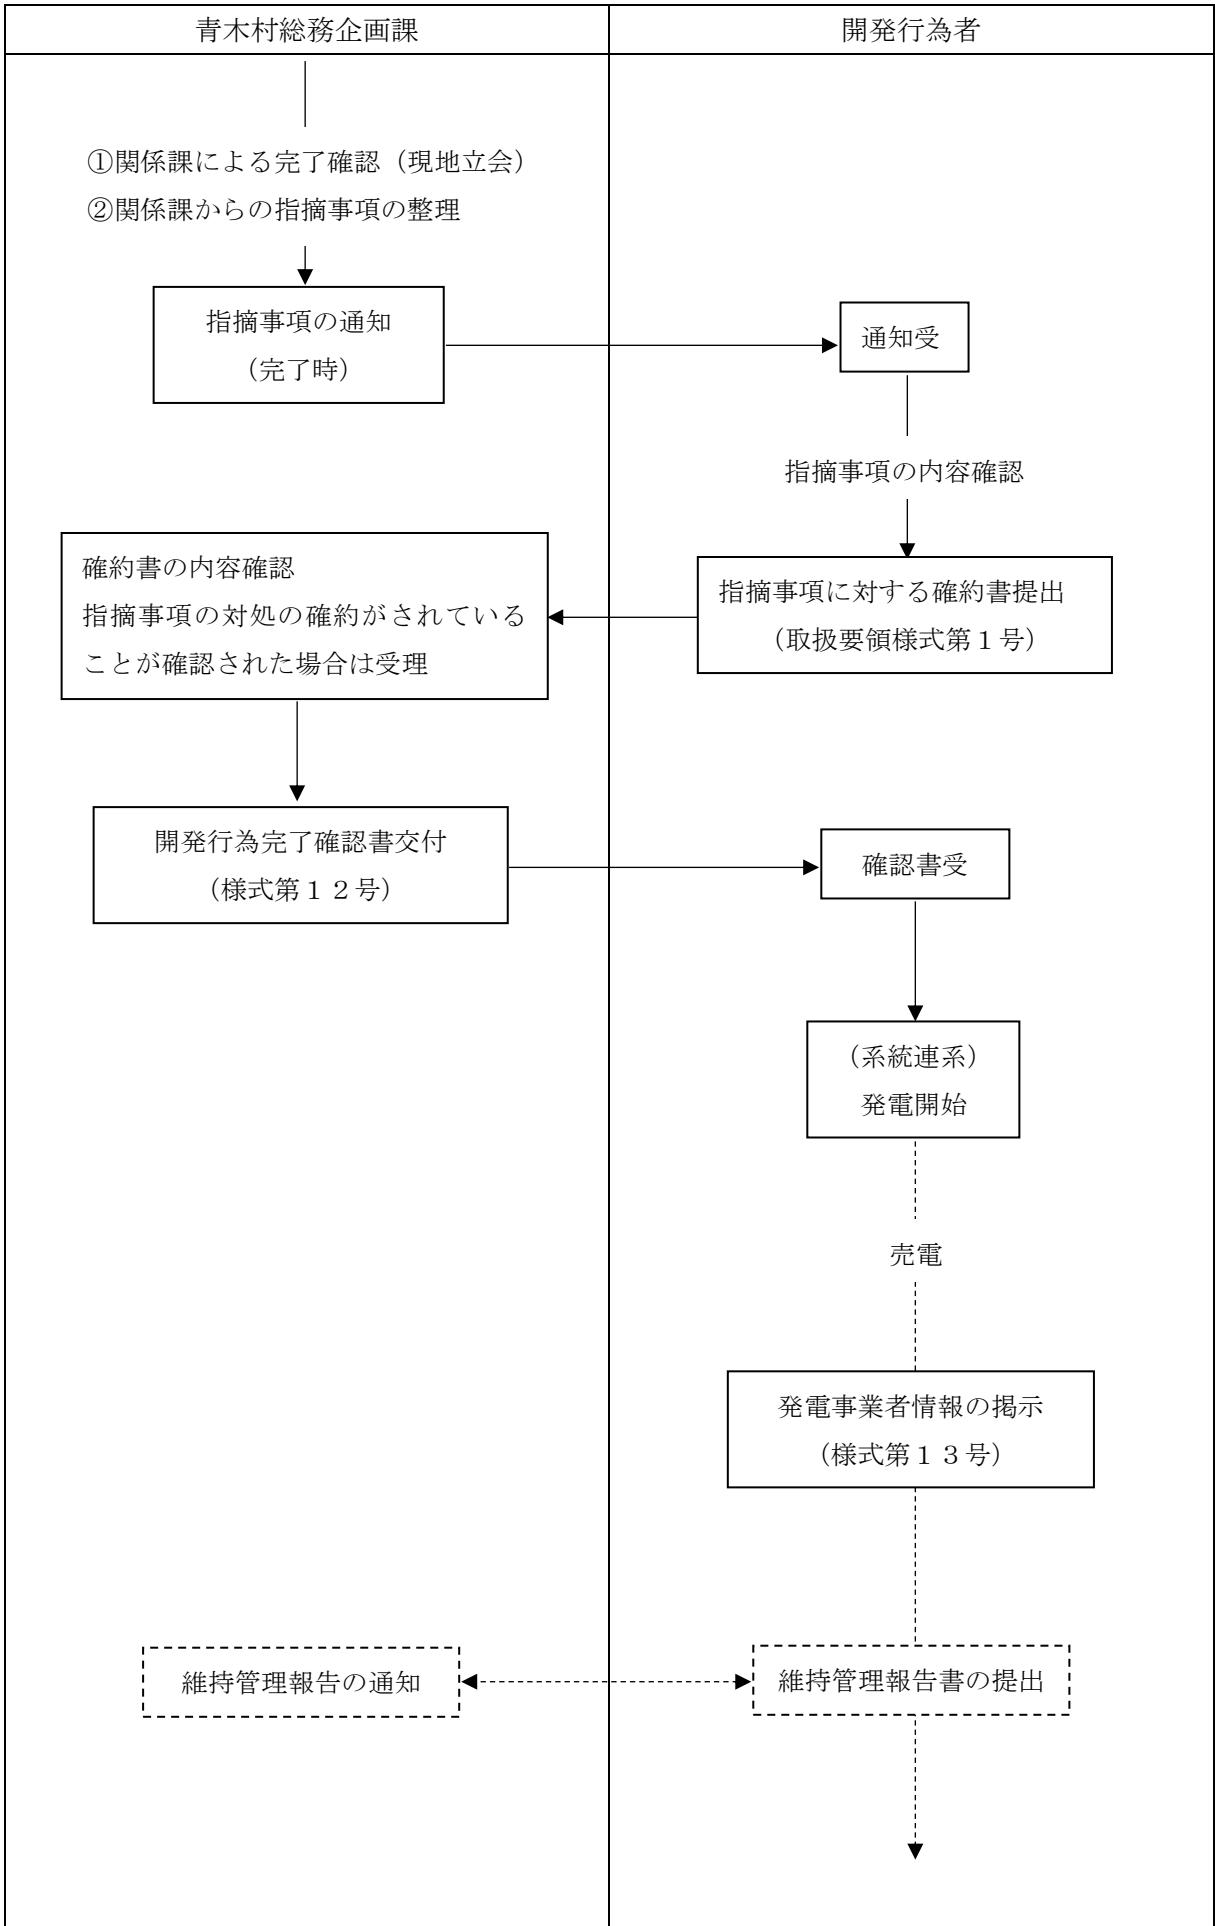 青木村総務企画課
開発行為者
①関係課による完了確認（現地立会）
②関係課からの指摘事項の整理
指摘事項の通知
（完了時）
通知受
指摘事項の内容確認
確約書の内容確認
指摘事項の対処の確約がされている
ことが確認された場合は受理
指摘事項に対する確約書提出
（取扱要領様式第１号）
開発行為完了確認書交付
（様式第１２号）
確認書受
（系統連系）
発電開始
売電
発電事業者情報の掲示
（様式第１３号）
維持管理報告の通知
維持管理報告書の提出